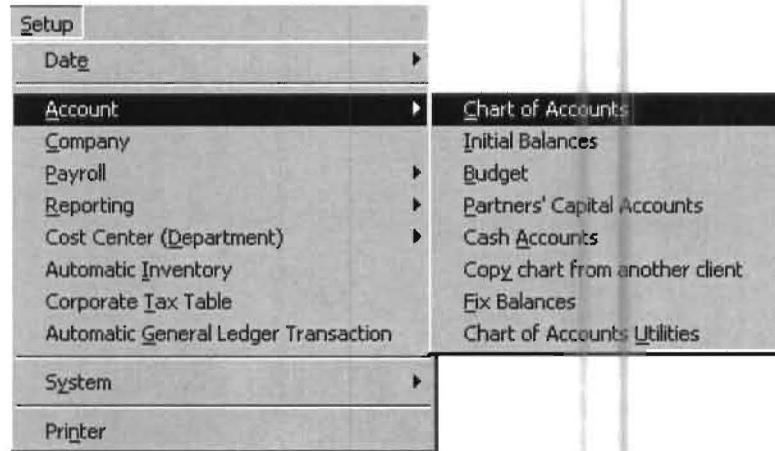 Setup
Date
Account
Company
Payroll
Reporting
Cost Center (Department)
Automatic Inventory
Corporate Tax Table
Automatic General Ledger Transaction
System
Printer
Chart of Accounts
Initial Balances
Budget
Partners' Capital Accounts
Cash Accounts
Copy chart from another client
Fix Balances
Chart of Accounts Utilities